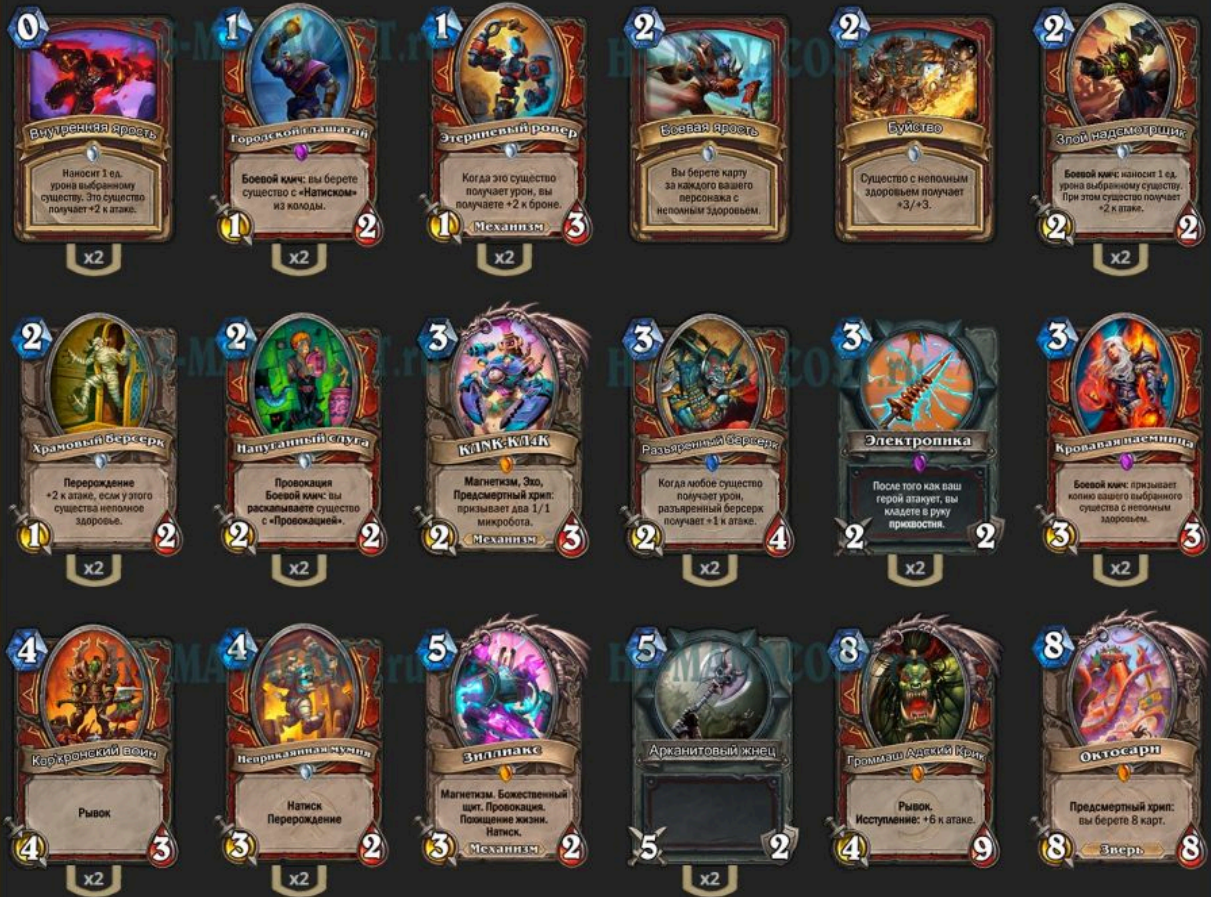 0
Внутренняя ярость
Наносит 1 ед.
урона выбранному
существу. Это существо
получает +2 к атаке.
x2
1
Городской глашатай
Боевой клич: вы берете
существо с «Натиском»
из колоды.
1
2
x2
1
Этерниевый ровер
Когда это существо
получает урон, вы
получаете +2 к броне.
1
Механизм
3
x2
2
Боевая ярость
Вы берете карту
за каждого вашего
персонажа с
неполным здоровьем.
2
Буйство
Существо с неполным
здоровьем получает
+3/+3.
2
Злой надсмотрщик
Боевой клич: наносит 1 ед.
урона выбранному существу.
При этом существо получает
+2 к атаке.
2
2
x2
2
Храмовый берсерк
Перерождение
+2 к атаке, если у этого
существа неполное
здоровье.
1
2
x2
2
Напуганный слуга
Провокация
Боевой клич: вы
раскапываете существо
с «Провокацией».
2
2
x2
3
КЛNК-КЛ4К
Магнетизм, Эхо,
Предсмертный хрип:
призывает два 1/1
микробота.
2
Механизм
3
3
Разъяренный берсерк
Когда любое существо
получает урон,
разъяренный берсерк
получает +1 к атаке.
2
4
x2
3
Электропика
После того как ваш
герой атакует, вы
кладете в руку
прихвостня.
2
2
x2
3
Кровавая наемница
Боевой клич: призывает
копию вашего выбранного
существа с неполным
здоровьем.
3
3
x2
4
Кор'кронский воин
Рывок
4
3
x2
4
Неприкаянная мумия
Натиск
Перерождение
3
2
x2
5
Зиллиакс
Магнетизм. Божественный
щит. Провокация.
Похищение жизни.
Натиск.
3
Механизм
2
5
Арканитовый жнец
5
2
x2
8
Громмаш Адский Крик
Рывок.
Исступление: +6 к атаке.
4
9
8
Октосари
Предсмертный хрип:
вы берете 8 карт.
8
Зверь
8